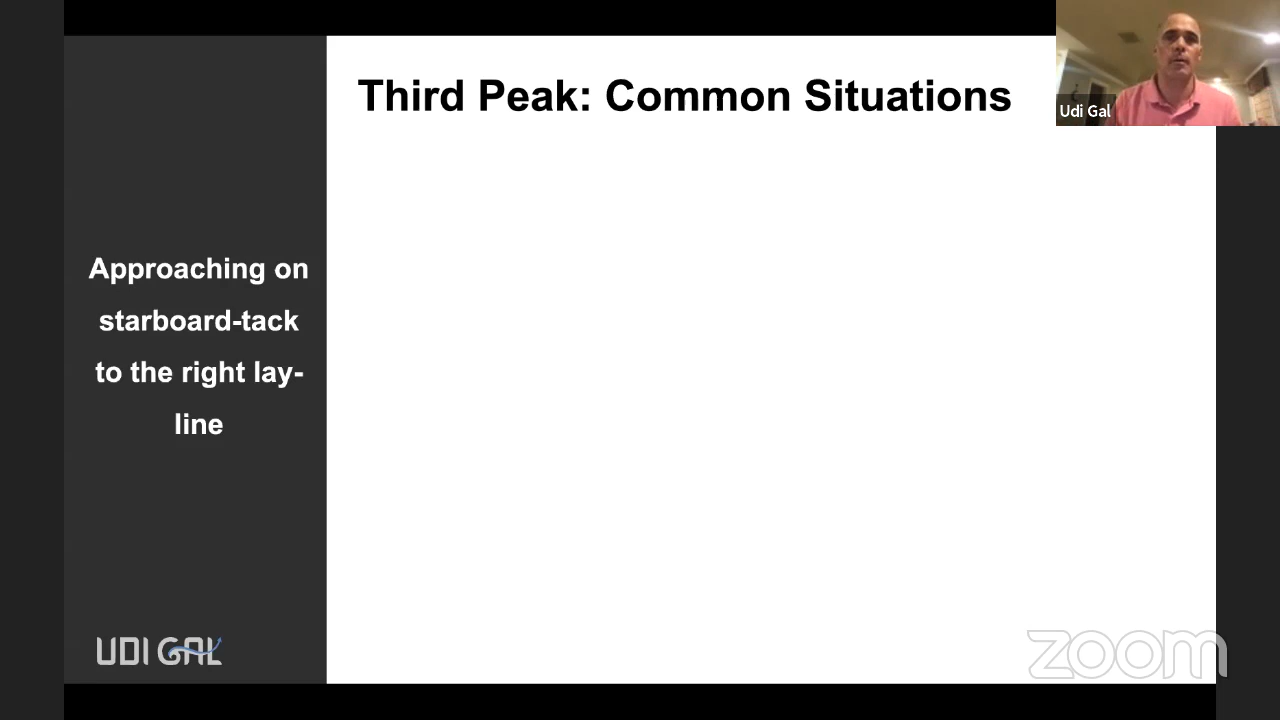 Third Peak: Common Situations
Udi Gal
Approaching on
starboard-tack
to the right lay-
line
UDI GAL
zoom